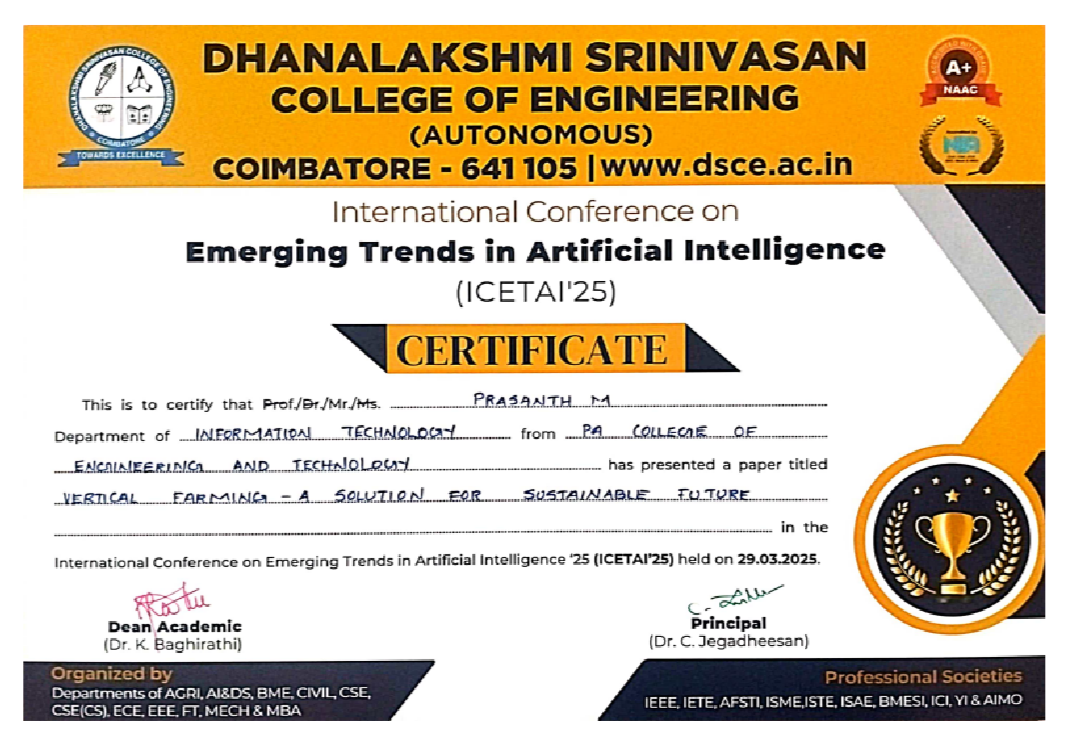 DHANALAKSHMI SRINIVASAN
COLLEGE OF ENGINEERING
(AUTONOMOUS)
COIMBATORE - 641 105 | www.dsce.ac.in
DHANALAKSHMI SRINIVASAN COLLEGE OF ENGINEERING
COIMBATORE
TOWARDS EXCELLENCE
A+
NAAC
International Conference on
Emerging Trends in Artificial Intelligence
(ICETAI'25)
CERTIFICATE
This is to certify that Prof./Dr./Mr./Ms. PRASANTH M
Department of INFORMATION TECHNOLOGY from PA COLLEGE OF
ENGINEERING AND TECHNOLOGY has presented a paper titled
VERTICAL FARMING - A SOLUTION FOR SUSTAINABLE FUTURE
in the
International Conference on Emerging Trends in Artificial Intelligence '25 (ICETAI'25) held on 29.03.2025.
Dean Academic
(Dr. K. Baghirathi)
Principal
(Dr. C. Jegadheesan)
Organized by
Departments of AGRI, AI&DS, BME, CIVIL, CSE,
CSE(CS), ECE, EEE, FT, MECH & MBA
Professional Societies
IEEE, IETE, AFSTI, ISME,ISTE, ISAE, BMESI, ICI, YI & AIMO